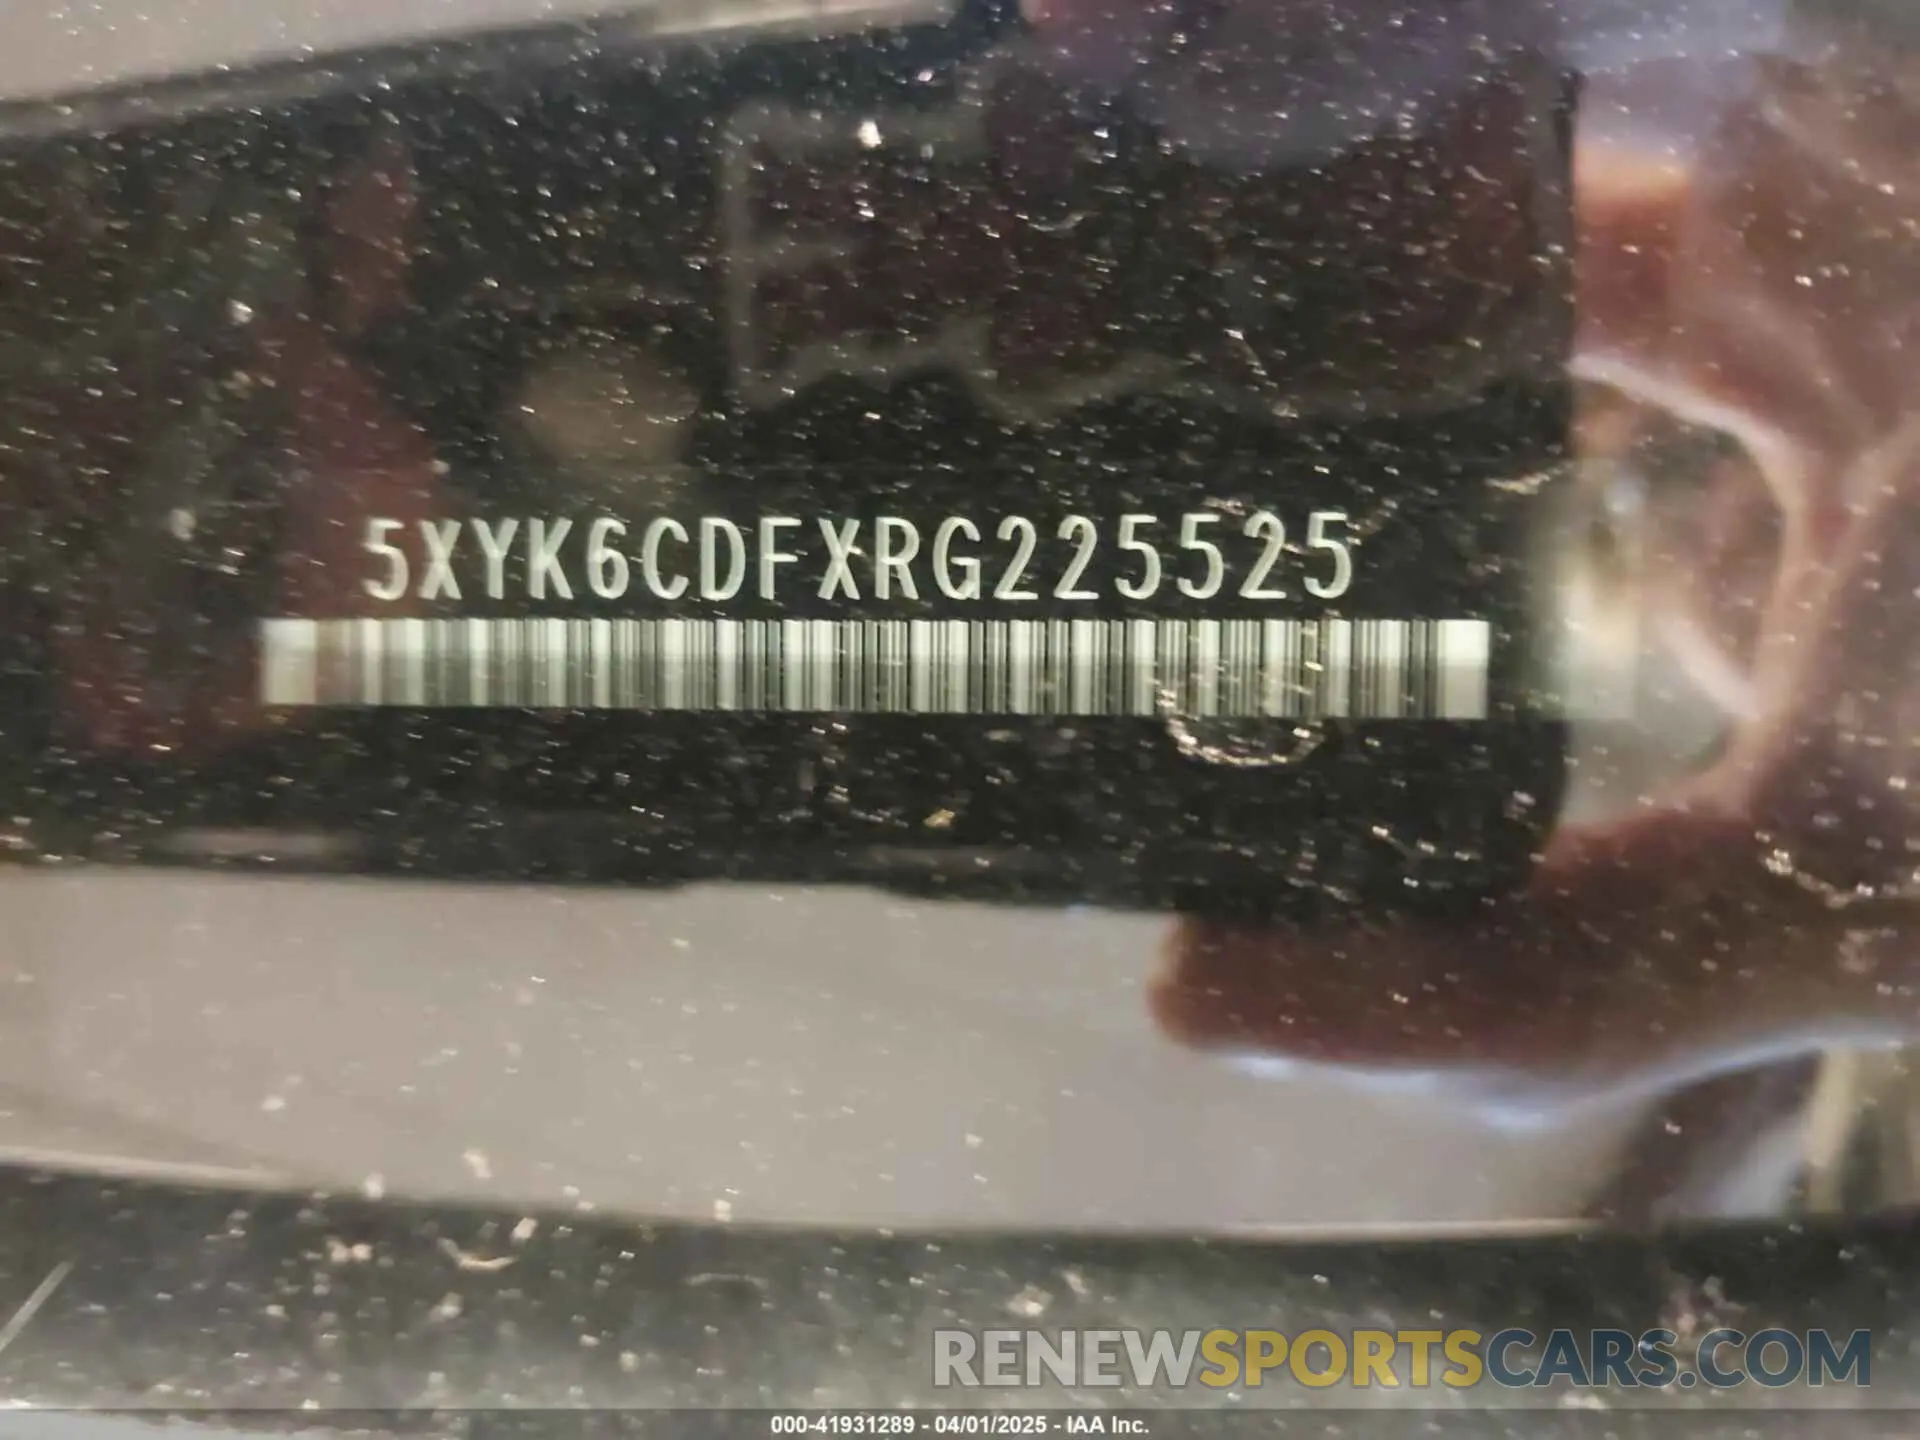 5XYK6CDFXRG225525
RENEWSPORTSCARS.COM
000-41931289 - 04/01/2025 - IAA Inc.